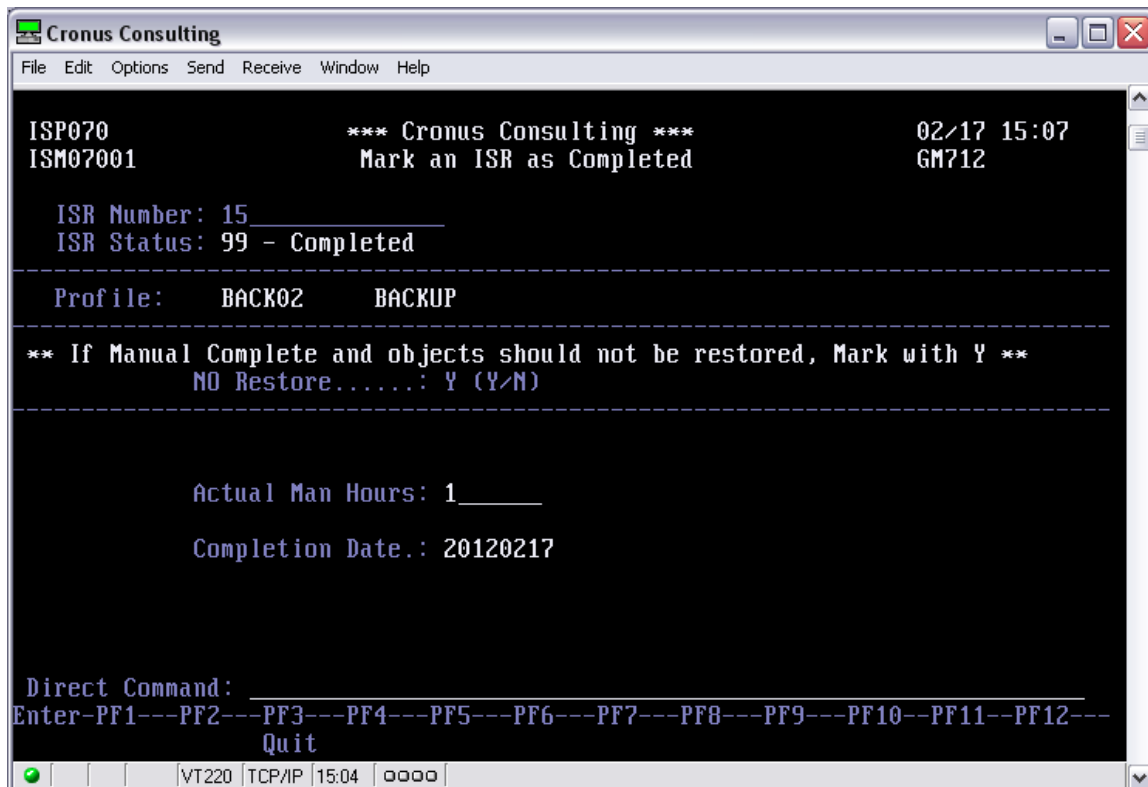 Cronus Consulting
File Edit Options Send Receive Window Help
ISP070 *** Cronus Consulting *** 02/17 15:07
ISM07001 Mark an ISR as Completed GM712
ISR Number: 15______________
ISR Status: 99 - Completed
Profile: BACK02 BACKUP
** If Manual Complete and objects should not be restored, Mark with Y **
NO Restore......: Y (Y/N)
Actual Man Hours: 1______
Completion Date.: 20120217
Direct Command: ____________________________________________________________
Enter-PF1---PF2---PF3---PF4---PF5---PF6---PF7---PF8---PF9---PF10--PF11--PF12---
Quit
VT220 TCP/IP 15:04